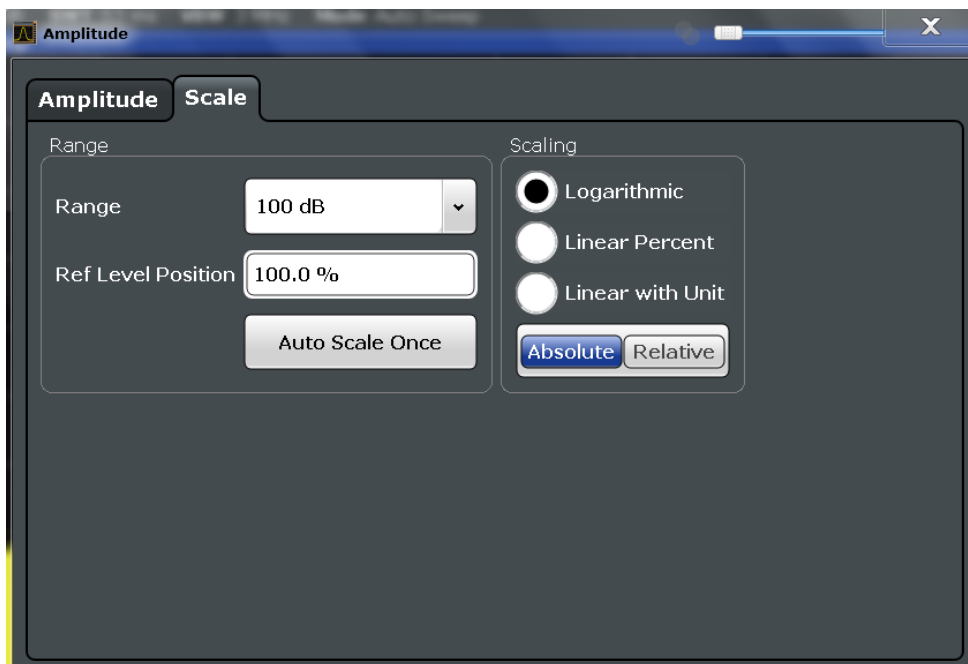 Amplitude
X
Amplitude Scale
Range
Range 100 dB
Ref Level Position 100.0 %
Auto Scale Once
Scaling
Logarithmic
Linear Percent
Linear with Unit
Absolute Relative